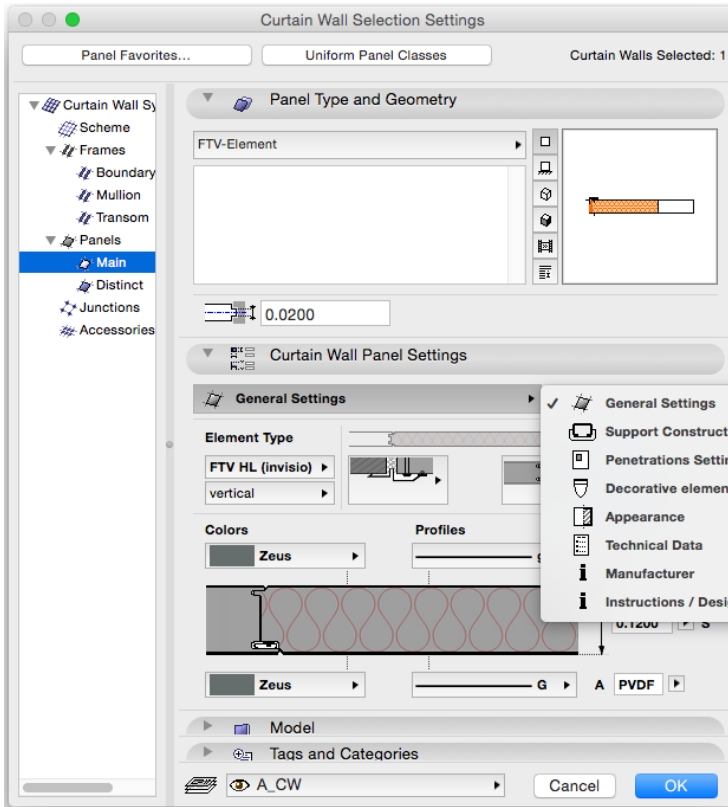 Curtain Wall Selection Settings
Panel Favorites...
Uniform Panel Classes
Curtain Walls Selected: 1
Curtain Wall Sy
Scheme
Frames
Boundary
Mullion
Transom
Panels
Main
Distinct
Junctions
Accessories
Panel Type and Geometry
FTV-Element
0.0200
Curtain Wall Panel Settings
General Settings
General Settings
Support Construct
Penetrations Settin
Decorative elemen
Appearance
Technical Data
Manufacturer
Instructions / Desi
Element Type
FTV HL (invisio)
vertical
Colors
Profiles
Zeus
0.1200
S
Zeus
G
A
PVDF
Model
Tags and Categories
A_CW
Cancel
OK